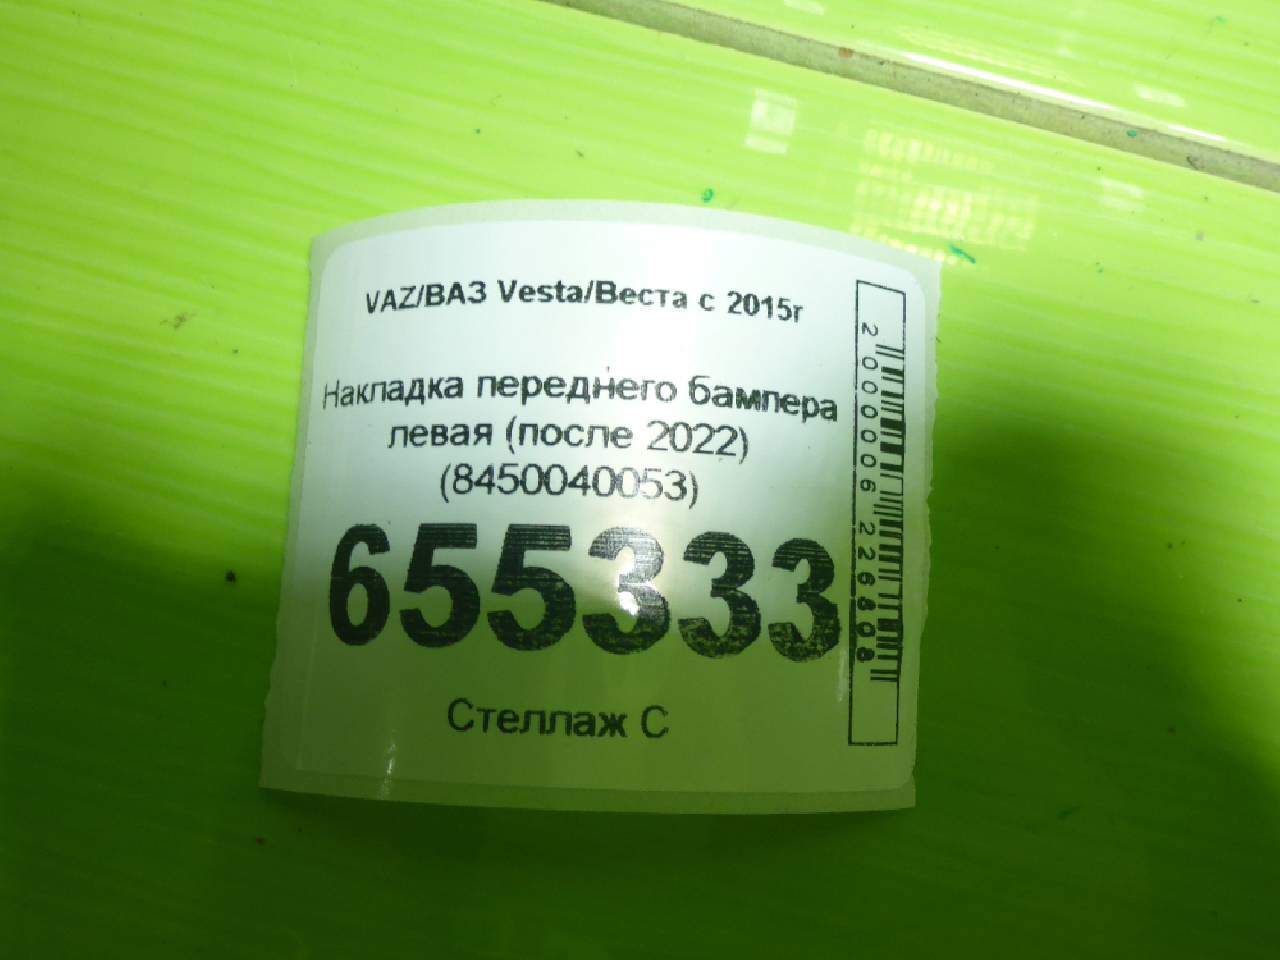 VAZ/ВАЗ Vesta/Веста с 2015г
Накладка переднего бампера
левая (после 2022)
(8450040053)
655333
Стеллаж С
2000006226808